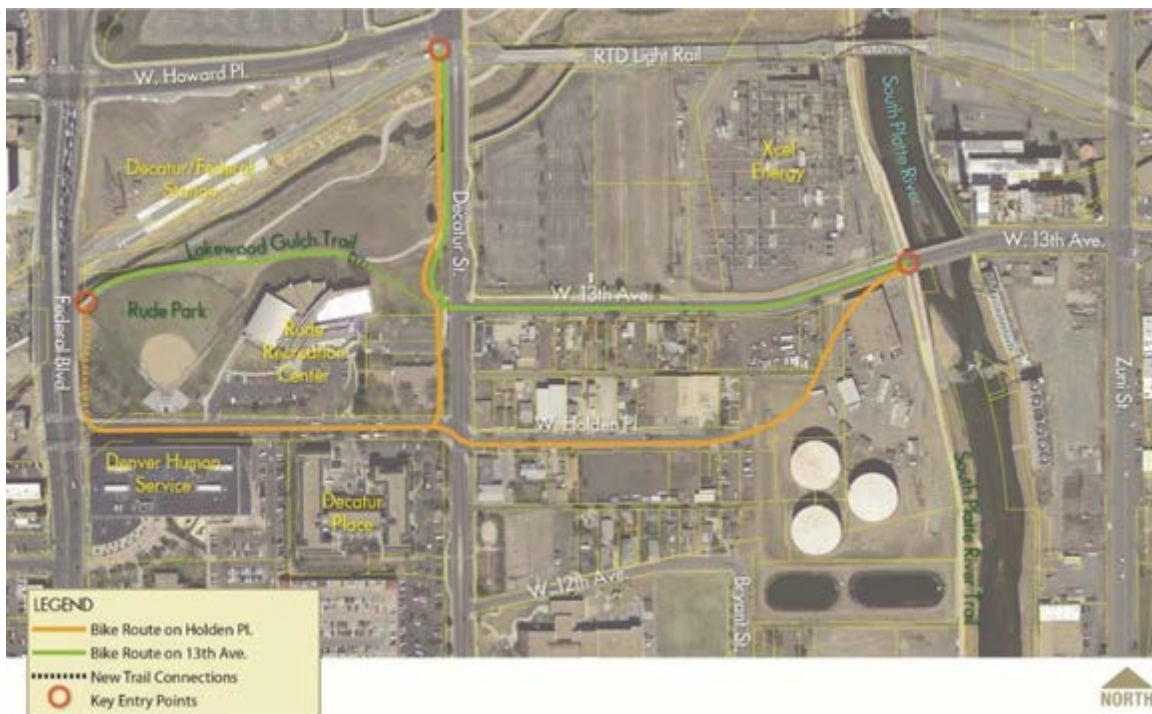 W. Howard Pl.
RTD Light Rail
South Platte River
Decatur/Federal
Station
Xcel
Energy
Decatur St.
Lakewood Gulch Trail
W. 13th Ave.
Federal Blvd.
Rude Park
W. 13th Ave.
Rude
Recreation
Center
Zuni St.
W. Holden Pl.
Denver Human
Service
Decatur
Place
South Platte River Trail
W. 12th Ave.
Bryant St.
LEGEND
Bike Route on Holden Pl.
Bike Route on 13th Ave.
New Trail Connections
Key Entry Points
NORTH